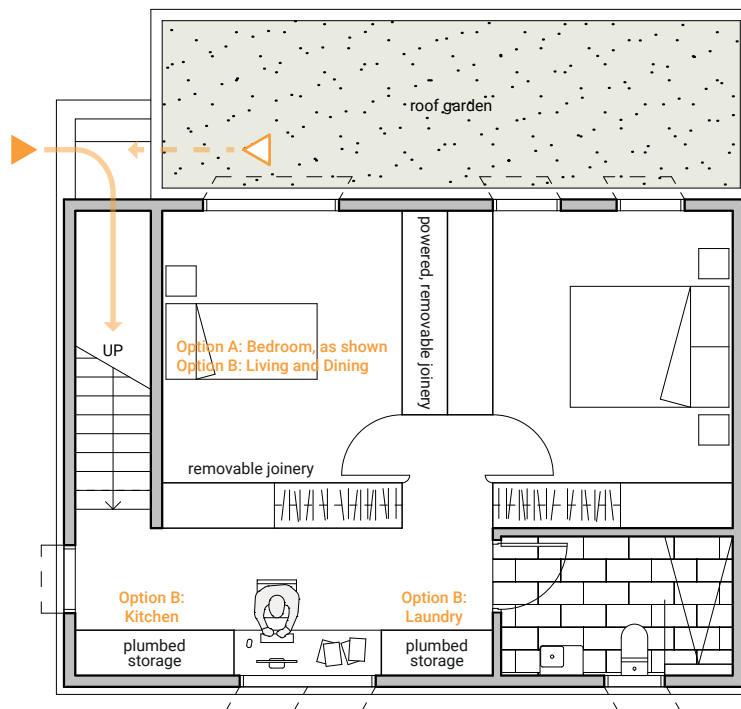 roof garden
powered, removable joinery
UP
Option A: Bedroom, as shown
Option B: Living and Dining
removable joinery
Option B:
Kitchen
Option B:
Laundry
plumbed
storage
plumbed
storage